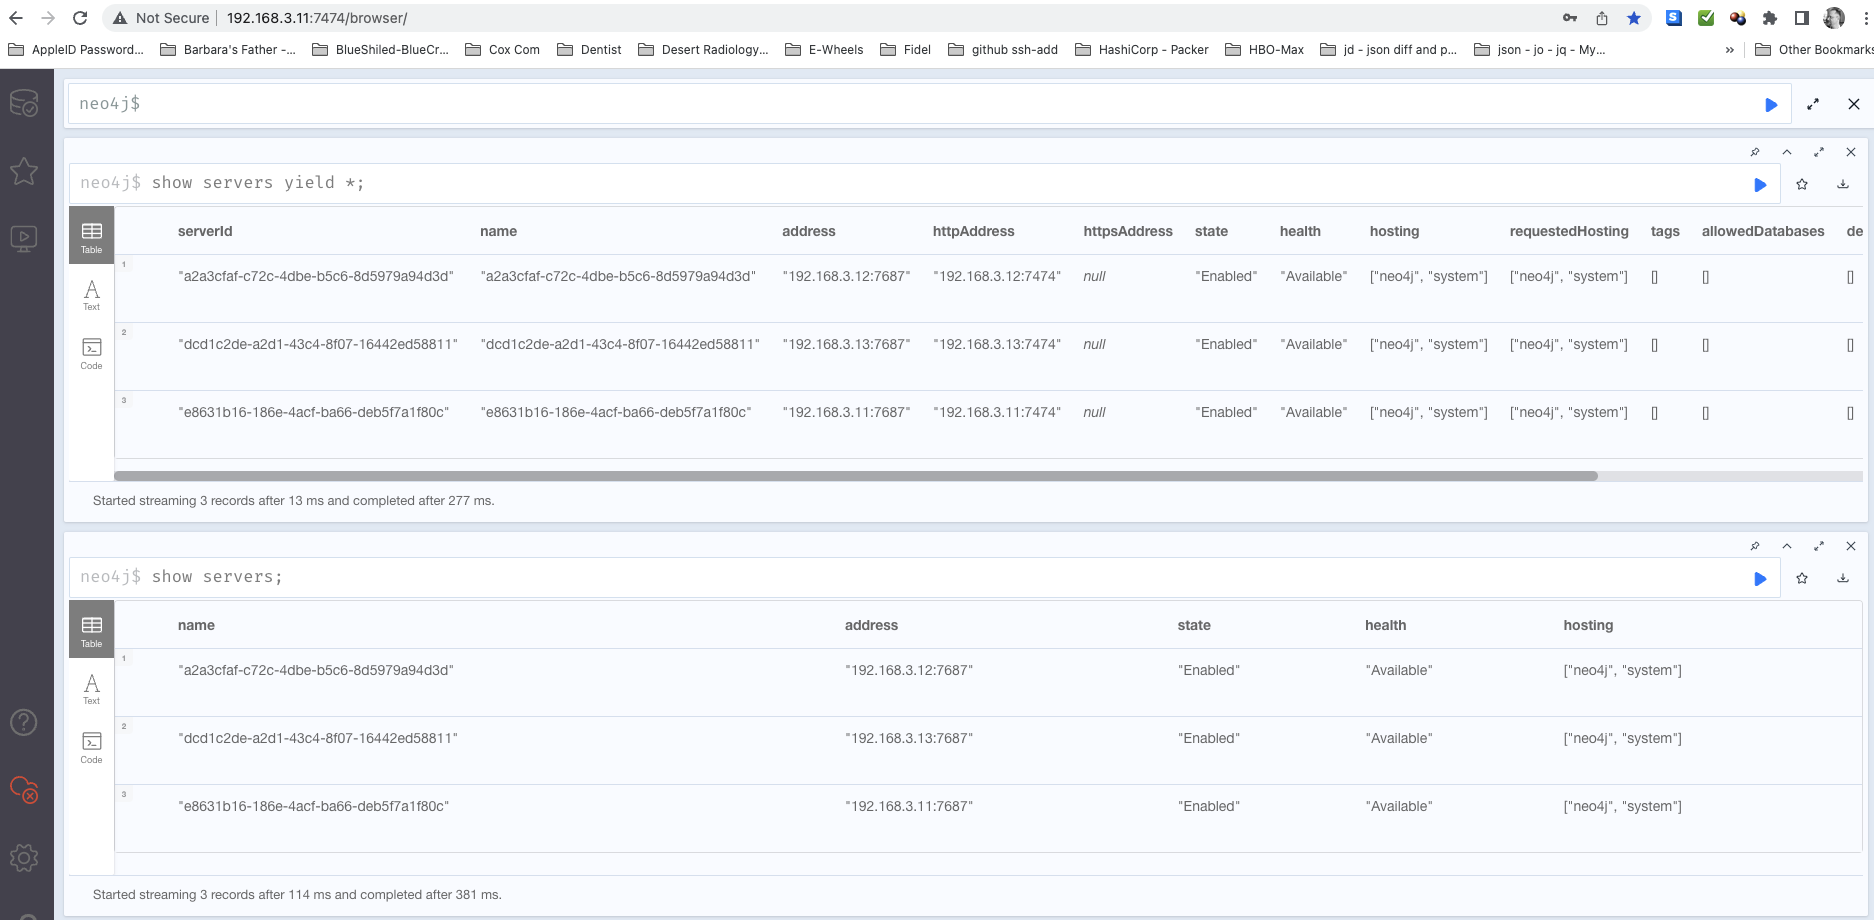 Not Secure | 192.168.3.11:7474/browser/
AppleID Password... Barbara's Father -... BlueShiled-BlueCr... Cox Com Dentist Desert Radiology... E-Wheels Fidel github ssh-add HashiCorp - Packer HBO-Max jd - json diff and p... json - jo - jq - My... » Other Bookmarks
neo4j$
neo4j$ show servers yield *;
Table
Text
Code
serverId name address httpAddress httpsAddress state health hosting requestedHosting tags allowedDatabases de
1 "a2a3cfaf-c72c-4dbe-b5c6-8d5979a94d3d" "a2a3cfaf-c72c-4dbe-b5c6-8d5979a94d3d" "192.168.3.12:7687" "192.168.3.12:7474" null "Enabled" "Available" ["neo4j", "system"] ["neo4j", "system"] [] [] []
2 "dcd1c2de-a2d1-43c4-8f07-16442ed58811" "dcd1c2de-a2d1-43c4-8f07-16442ed58811" "192.168.3.13:7687" "192.168.3.13:7474" null "Enabled" "Available" ["neo4j", "system"] ["neo4j", "system"] [] [] []
3 "e8631b16-186e-4acf-ba66-deb5f7a1f80c" "e8631b16-186e-4acf-ba66-deb5f7a1f80c" "192.168.3.11:7687" "192.168.3.11:7474" null "Enabled" "Available" ["neo4j", "system"] ["neo4j", "system"] [] [] []
Started streaming 3 records after 13 ms and completed after 277 ms.
neo4j$ show servers;
Table
Text
Code
name address state health hosting
1 "a2a3cfaf-c72c-4dbe-b5c6-8d5979a94d3d" "192.168.3.12:7687" "Enabled" "Available" ["neo4j", "system"]
2 "dcd1c2de-a2d1-43c4-8f07-16442ed58811" "192.168.3.13:7687" "Enabled" "Available" ["neo4j", "system"]
3 "e8631b16-186e-4acf-ba66-deb5f7a1f80c" "192.168.3.11:7687" "Enabled" "Available" ["neo4j", "system"]
Started streaming 3 records after 114 ms and completed after 381 ms.